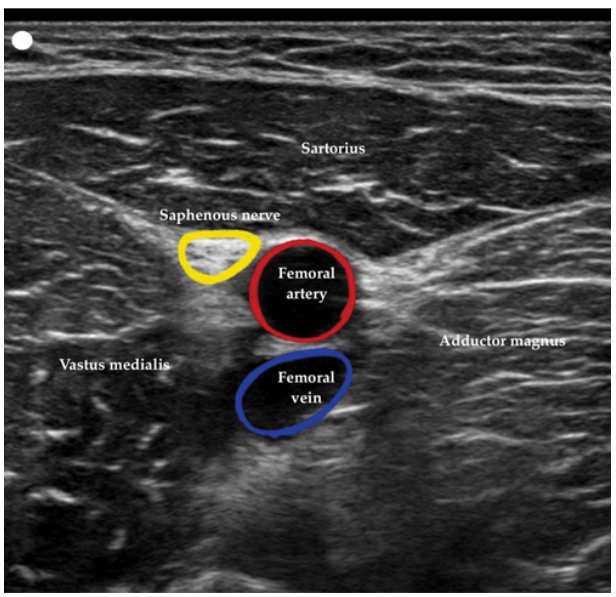 Sartorius
Saphenous nerve
Femoral
artery
Adductor magnus
Vastus medialis
Femoral
vein